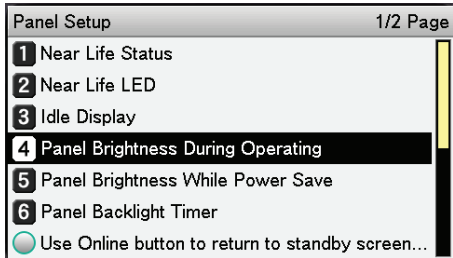 Panel Setup 1/2 Page
1 Near Life Status
2 Near Life LED
3 Idle Display
4 Panel Brightness During Operating
5 Panel Brightness While Power Save
6 Panel Backlight Timer
Use Online button to return to standby screen...